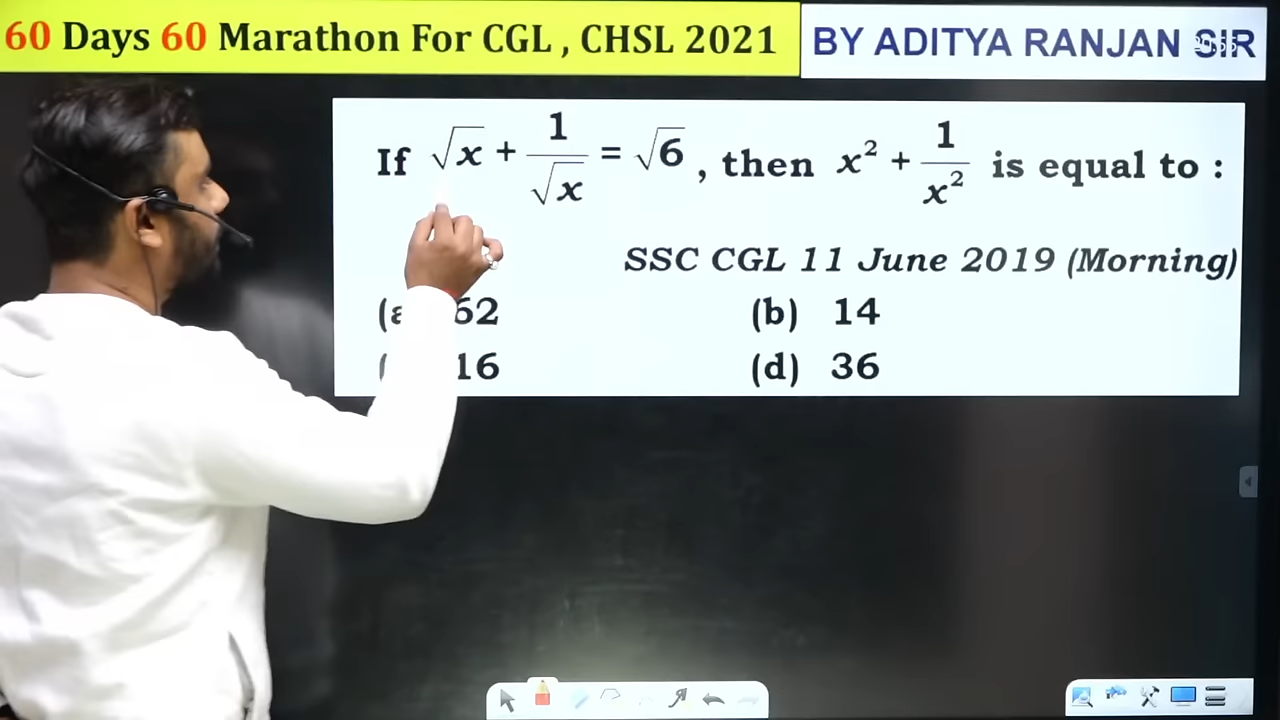 60 Days 60 Marathon For CGL , CHSL 2021
BY ADITYA RANJAN SIR
If √x + 1/√x = √6 , then x² + 1/x² is equal to :
SSC CGL 11 June 2019 (Morning)
62 (b) 14
16 (d) 36